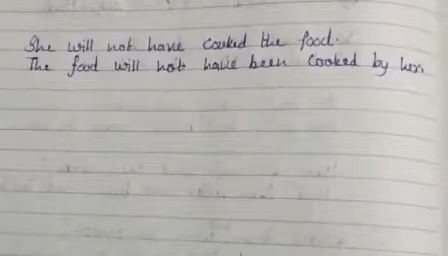 She will not have cooked the food.
The food will not have been cooked by her.